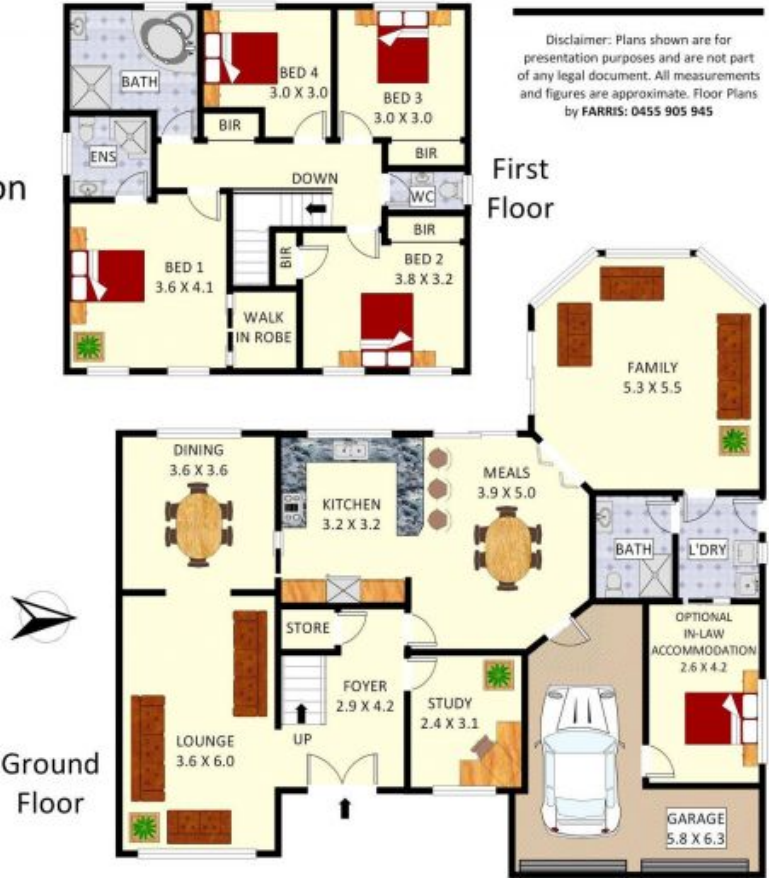 Disclaimer: Plans shown are for
presentation purposes and are not part
of any legal document. All measurements
and figures are approximate. Floor Plans
by FARRIS: 0455 905 945
BATH
BED 4
3.0 X 3.0
BED 3
3.0 X 3.0
BIR
BIR
ENS
DOWN
WC
First
Floor
on
BIR
BIR
BED 1
3.6 X 4.1
BED 2
3.8 X 3.2
WALK
IN ROBE
FAMILY
5.3 X 5.5
DINING
3.6 X 3.6
KITCHEN
3.2 X 3.2
MEALS
3.9 X 5.0
BATH
L'DRY
STORE
OPTIONAL
IN-LAW
ACCOMMODATION
2.6 X 4.2
FOYER
2.9 X 4.2
STUDY
2.4 X 3.1
UP
LOUNGE
3.6 X 6.0
Ground
Floor
GARAGE
5.8 X 6.3